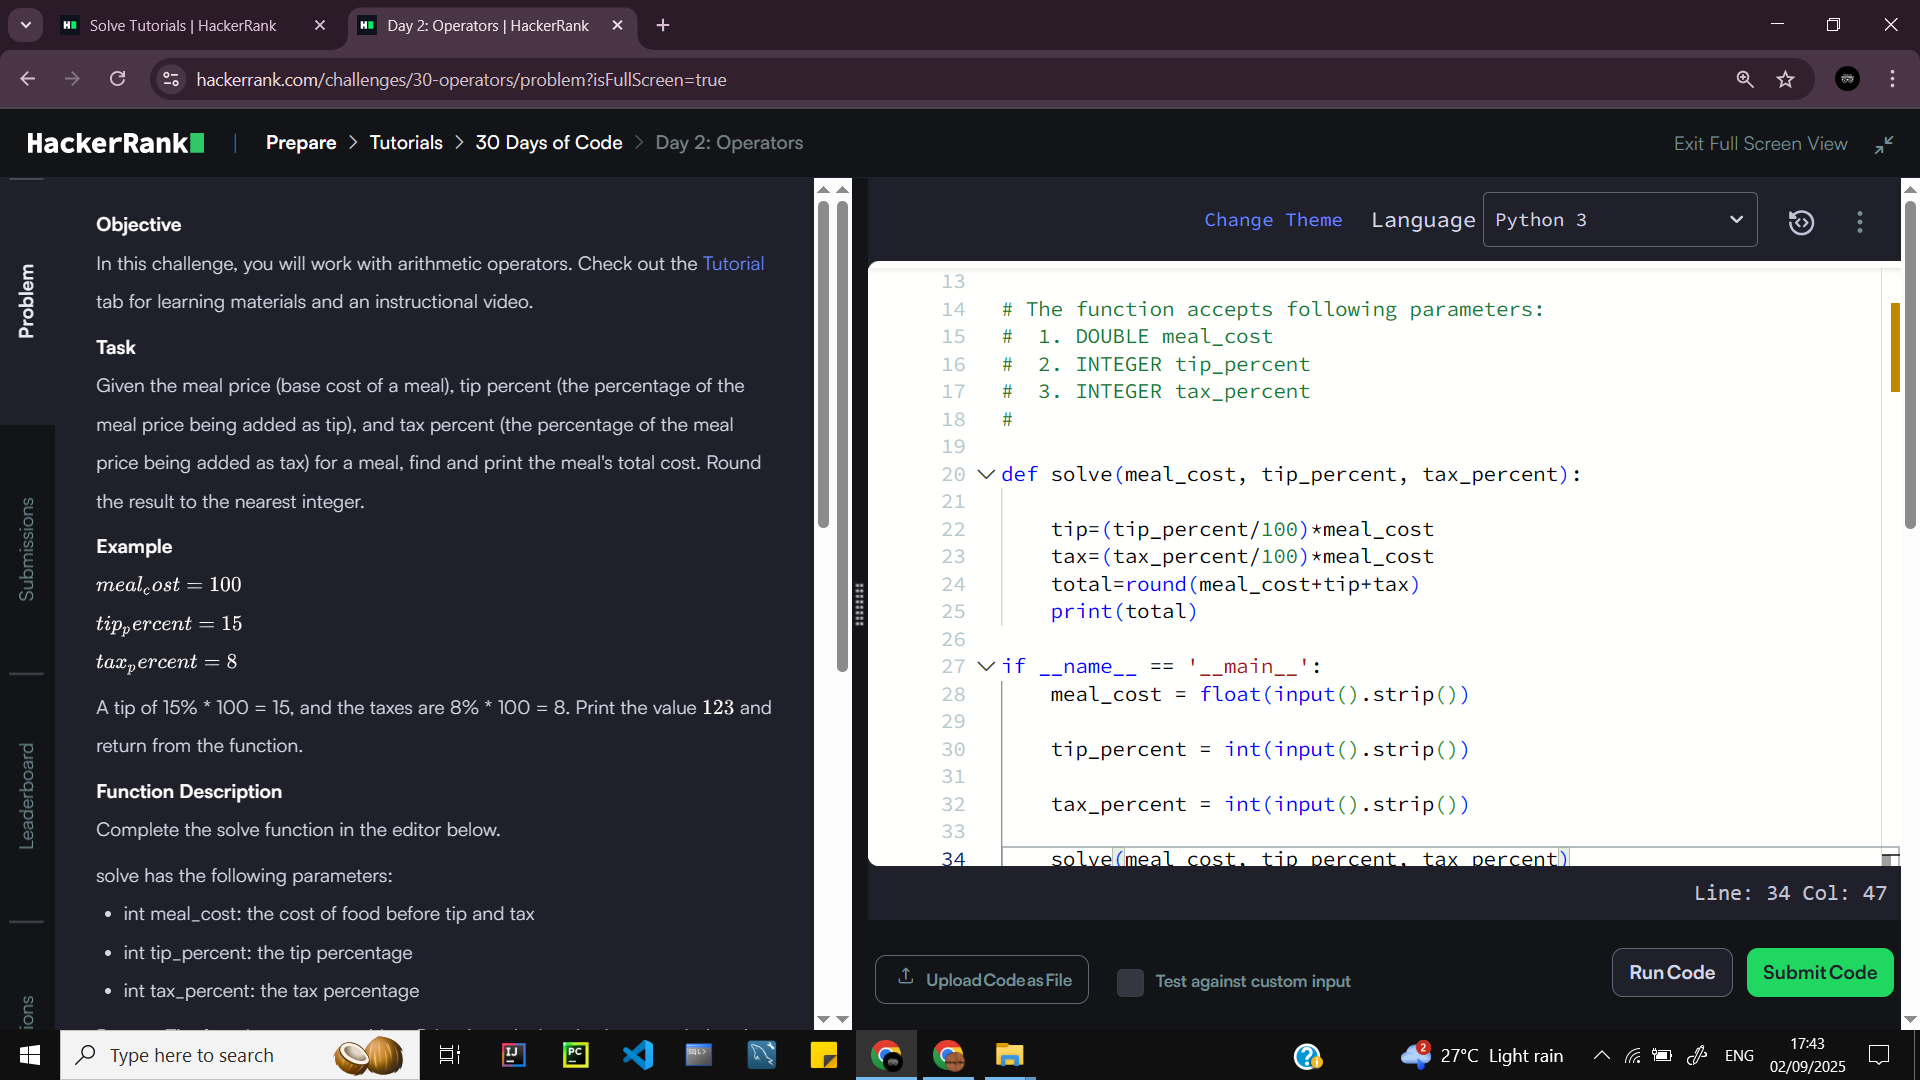 Solve Tutorials | HackerRank
Day 2: Operators | HackerRank
hackerrank.com/challenges/30-operators/problem?isFullScreen=true
HackerRank
Prepare > Tutorials > 30 Days of Code > Day 2: Operators
Exit Full Screen View
Problem
Submissions
Leaderboard
Objective
In this challenge, you will work with arithmetic operators. Check out the Tutorial
tab for learning materials and an instructional video.
Task
Given the meal price (base cost of a meal), tip percent (the percentage of the
meal price being added as tip), and tax percent (the percentage of the meal
price being added as tax) for a meal, find and print the meal's total cost. Round
the result to the nearest integer.
Example
meal_cost = 100
tip_percent = 15
tax_percent = 8
A tip of 15% * 100 = 15, and the taxes are 8% * 100 = 8. Print the value 123 and
return from the function.
Function Description
Complete the solve function in the editor below.
solve has the following parameters:
• int meal_cost: the cost of food before tip and tax
• int tip_percent: the tip percentage
• int tax_percent: the tax percentage
Change Theme Language Python 3
13
14 # The function accepts following parameters:
15 #  1. DOUBLE meal_cost
16 #  2. INTEGER tip_percent
17 #  3. INTEGER tax_percent
18 #
19
20 def solve(meal_cost, tip_percent, tax_percent):
21
22     tip=(tip_percent/100)*meal_cost
23     tax=(tax_percent/100)*meal_cost
24     total=round(meal_cost+tip+tax)
25     print(total)
26
27 if __name__ == '__main__':
28     meal_cost = float(input().strip())
29
30     tip_percent = int(input().strip())
31
32     tax_percent = int(input().strip())
33
34     solve(meal_cost, tip_percent, tax_percent)
Line: 34 Col: 47
Upload Code as File
Test against custom input
Run Code
Submit Code
Type here to search
27°C Light rain
ENG
17:43
02/09/2025